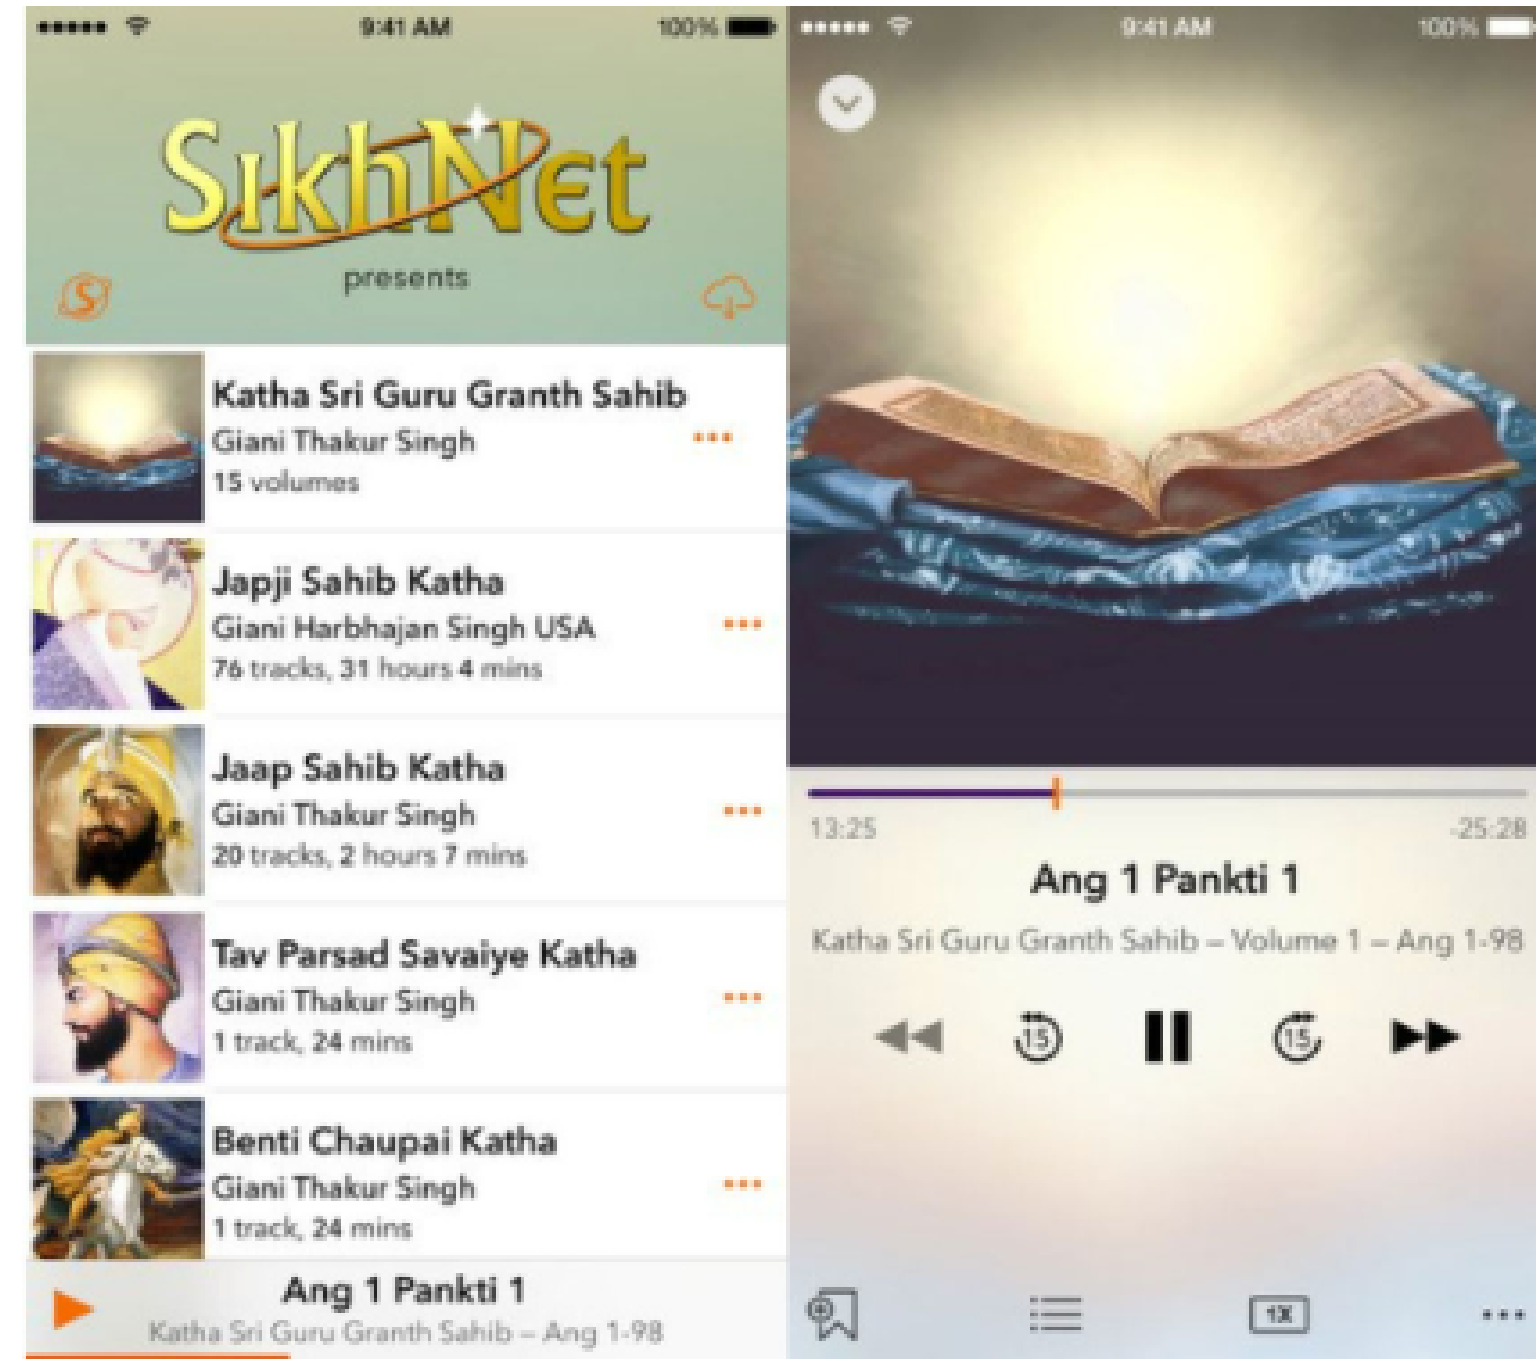 9:41 AM 100%
SikhNet
presents
Katha Sri Guru Granth Sahib
Giani Thakur Singh
15 volumes
Japji Sahib Katha
Giani Harbhajan Singh USA
76 tracks, 31 hours 4 mins
Jaap Sahib Katha
Giani Thakur Singh
20 tracks, 2 hours 7 mins
Tav Parsad Savaiye Katha
Giani Thakur Singh
1 track, 24 mins
Benti Chaupai Katha
Giani Thakur Singh
1 track, 24 mins
Ang 1 Pankti 1
Katha Sri Guru Granth Sahib – Ang 1-98
9:41 AM 100%
13:25 -25:28
Ang 1 Pankti 1
Katha Sri Guru Granth Sahib – Volume 1 – Ang 1-98
15 15
1X